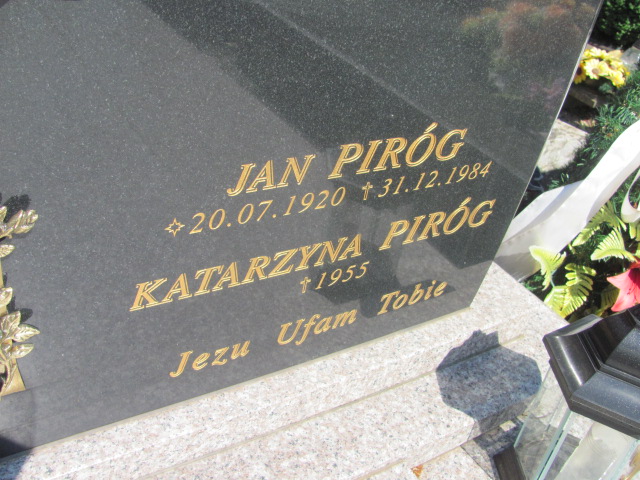 JAN PIRÓG
✧ 20.07.1920 † 31.12.1984
KATARZYNA PIRÓG
† 1955
Jezu Ufam Tobie